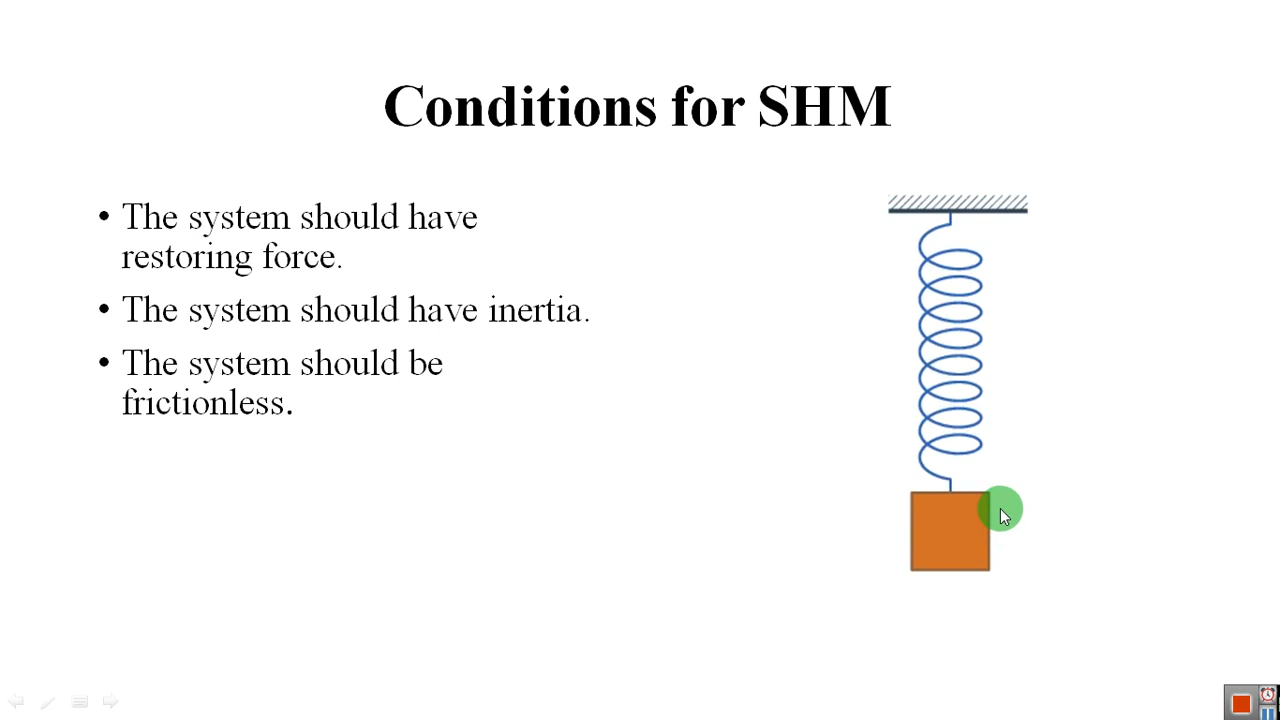 Conditions for SHM
• The system should have
restoring force.
• The system should have inertia.
• The system should be
frictionless.